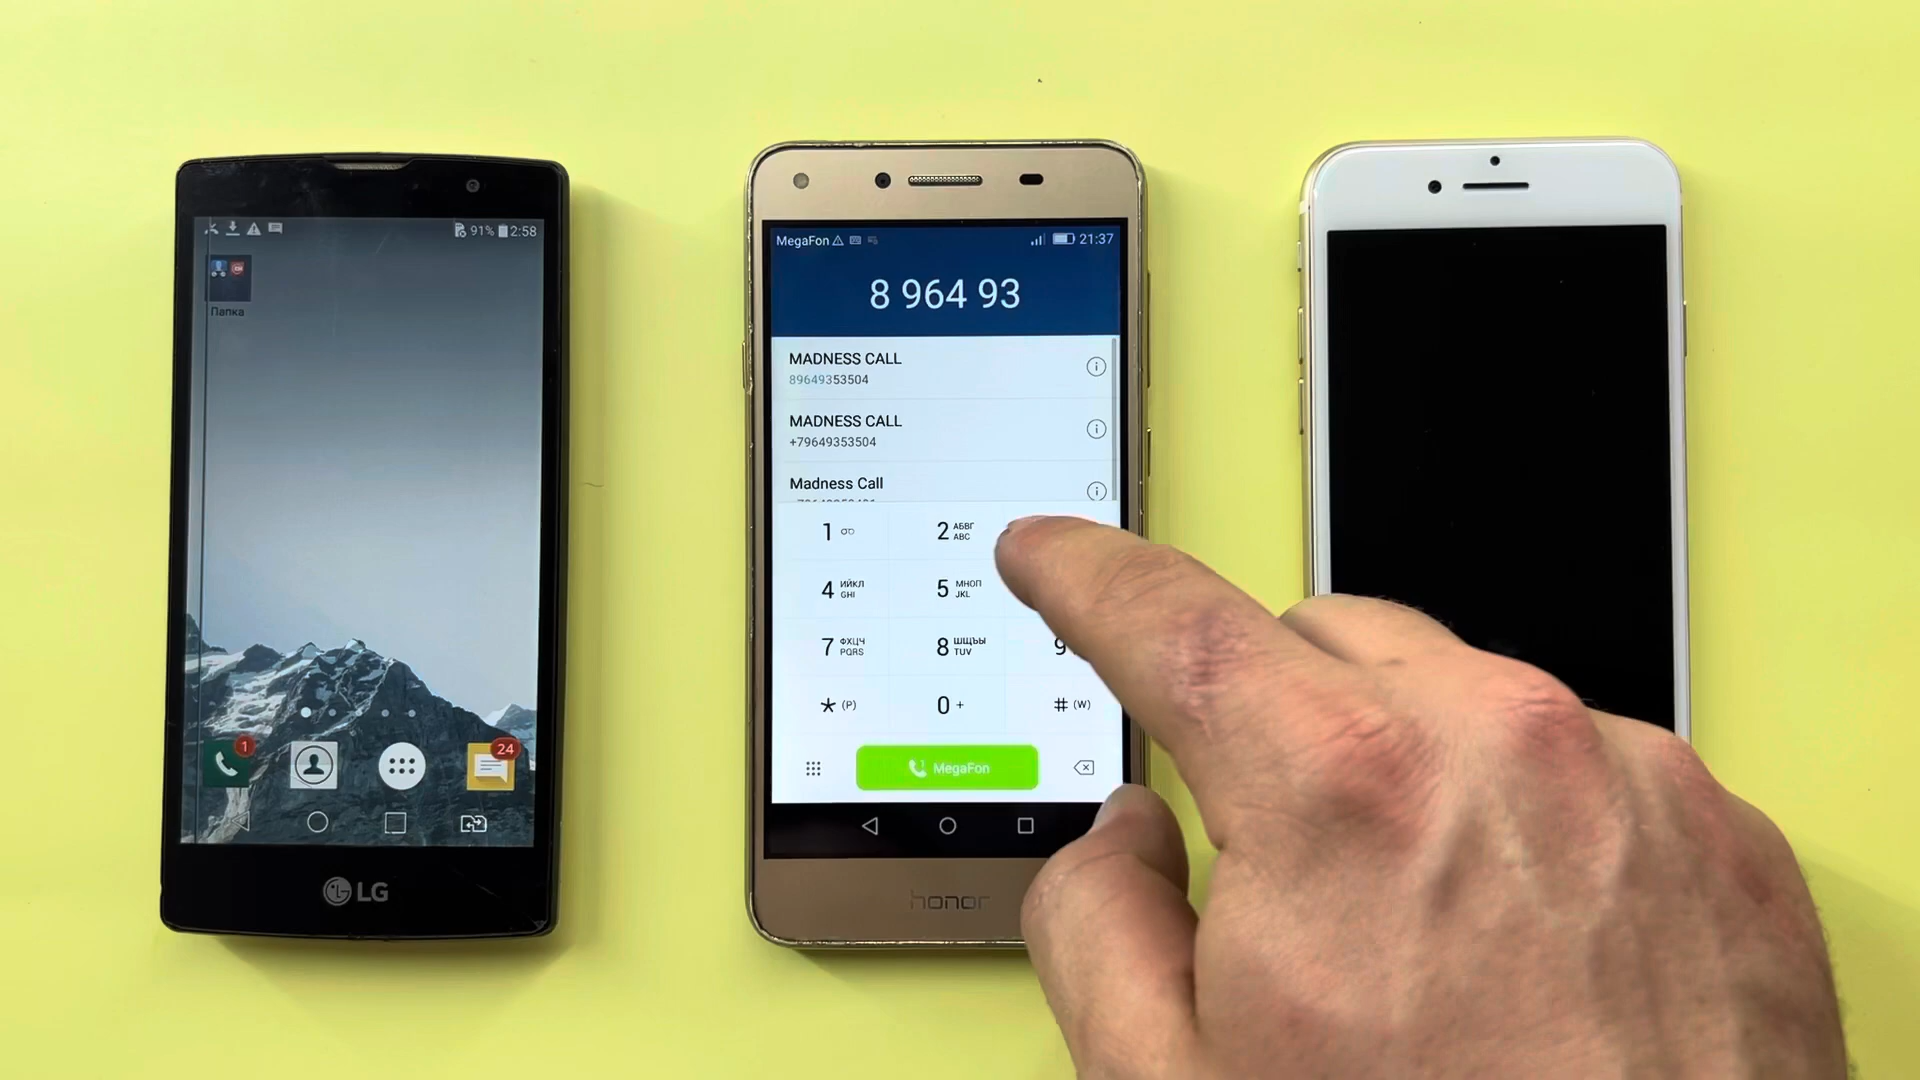 91% 2:58
Папка
1
24
LG
MegaFon 21:37
8 964 93
MADNESS CALL
89649353504
MADNESS CALL
+79649353504
Madness Call
1
2 АБВГ ABC
4 ИЙКЛ GHI
5 МНОП JKL
7 ФХЦЧ PQRS
8 ШЩЪЫ TUV
9
* (P)
0 +
# (W)
MegaFon
honor